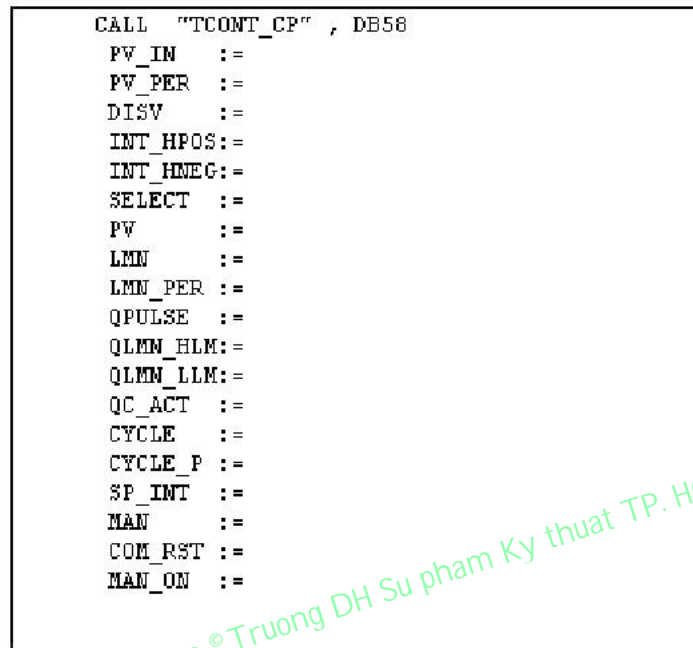 CALL "TCONT_CP" , DB58
PV_IN :=
PV_PER :=
DISV :=
INT_HPOS:=
INT_HNEG:=
SELECT :=
PV :=
LMN :=
LMN_PER :=
QPULSE :=
QLMN_HLM:=
QLMN_LLM:=
QC_ACT :=
CYCLE :=
CYCLE_P :=
SP_INT :=
MAN :=
COM_RST :=
MAN_ON :=
© Truong DH Su pham Ky thuat TP.